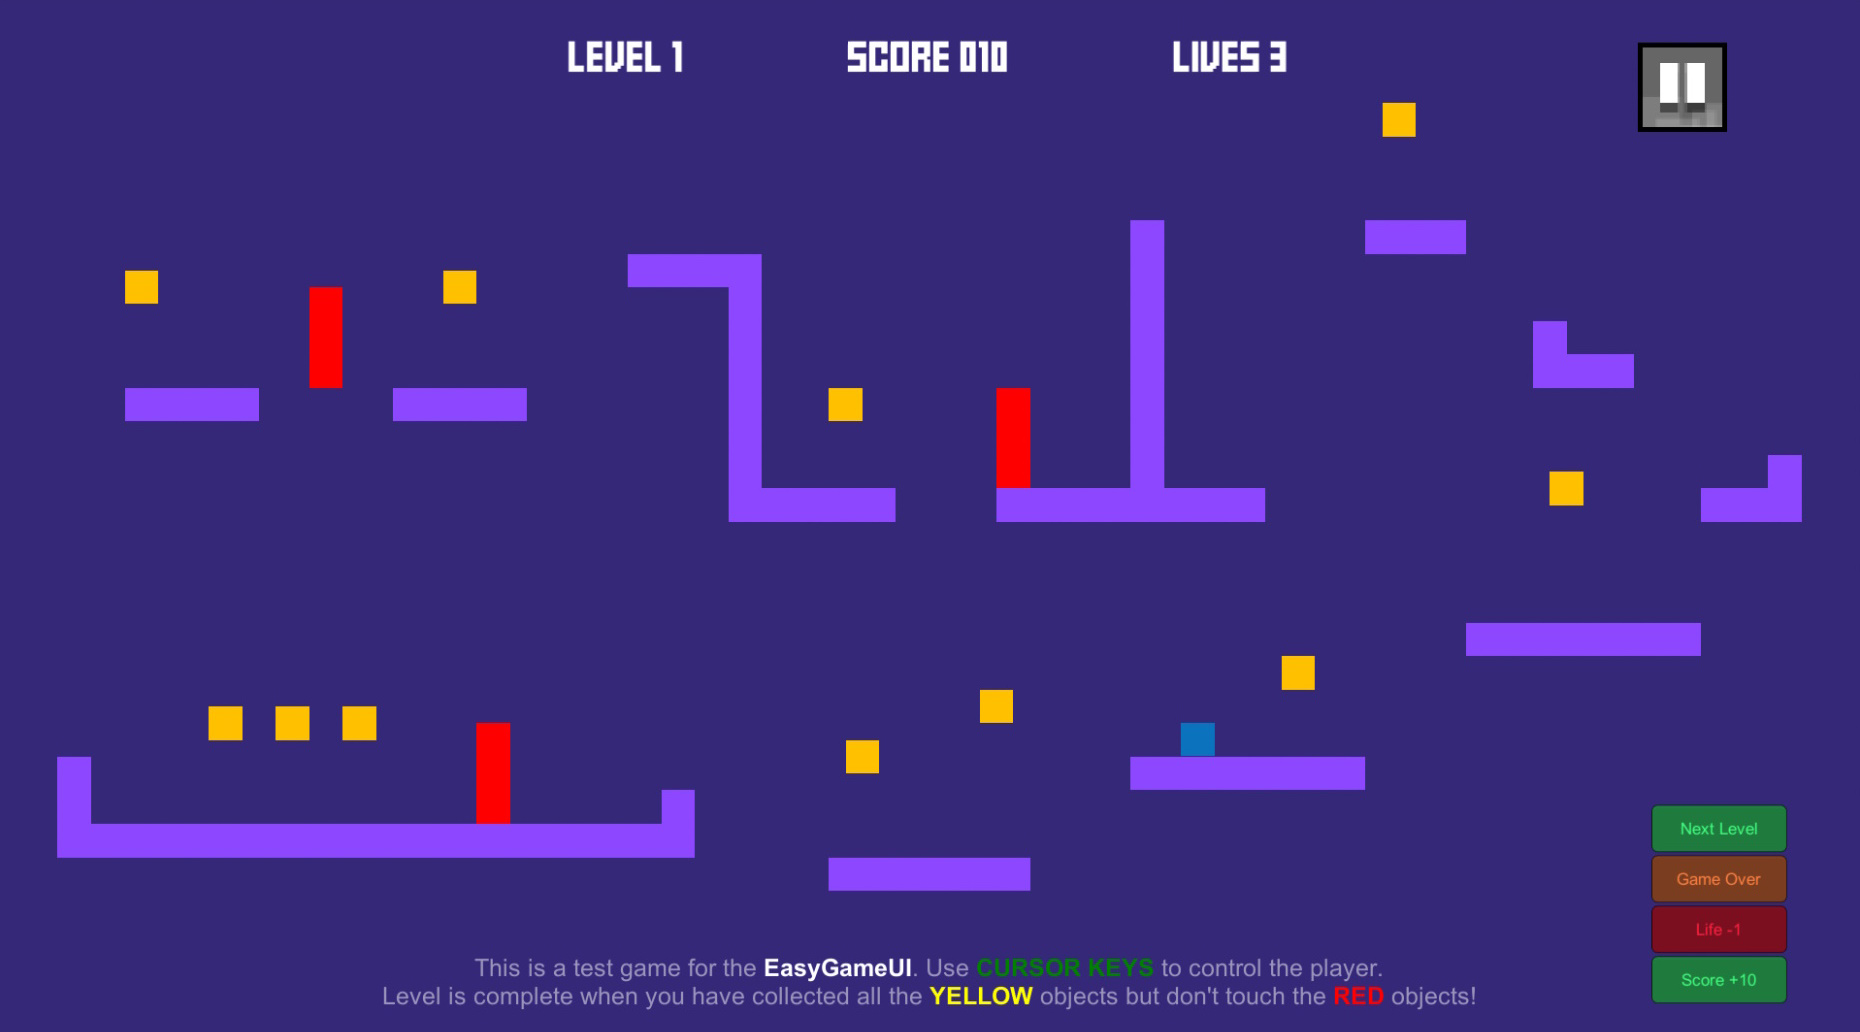 LEVEL 1
SCORE 010
LIVES 3
Next Level
Game Over
Life -1
Score +10
This is a test game for the EasyGameUI. Use CURSOR KEYS to control the player.
Level is complete when you have collected all the YELLOW objects but don't touch the RED objects!